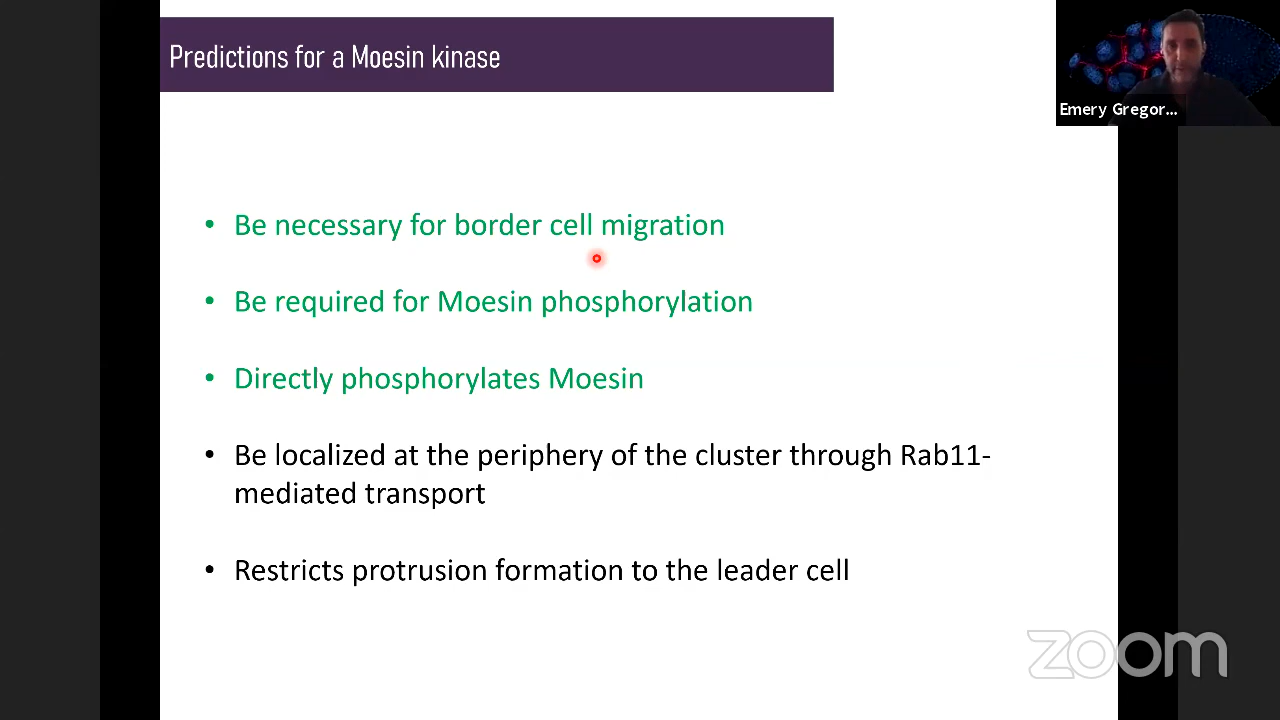 Predictions for a Moesin kinase
Emery Gregor...
• Be necessary for border cell migration
• Be required for Moesin phosphorylation
• Directly phosphorylates Moesin
• Be localized at the periphery of the cluster through Rab11-
mediated transport
• Restricts protrusion formation to the leader cell
zoom